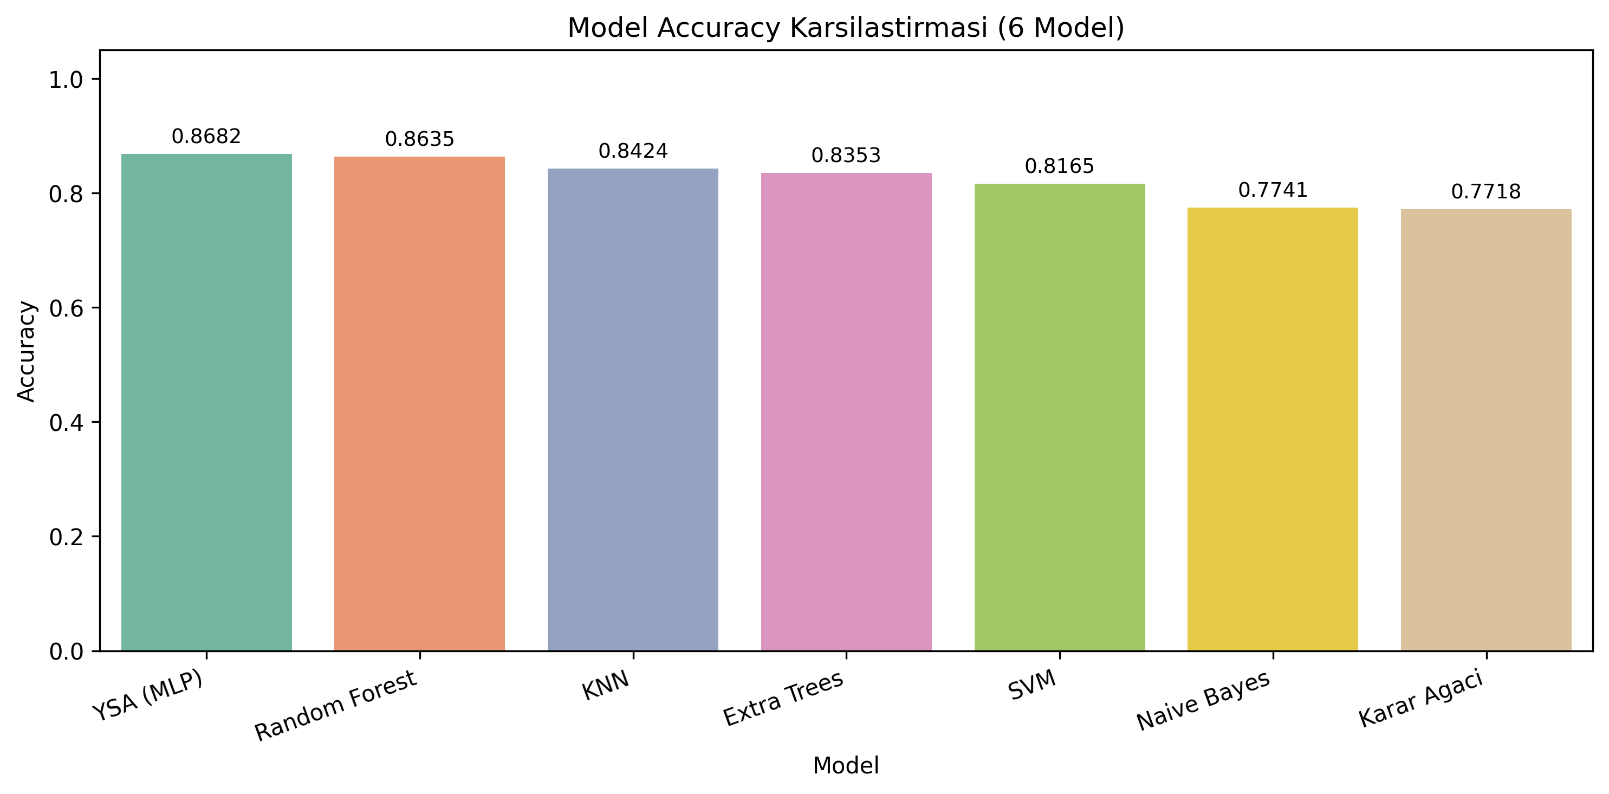 Model Accuracy Karsilastirmasi (6 Model)
Accuracy
1.0
0.8
0.6
0.4
0.2
0.0
0.8682
0.8635
0.8424
0.8353
0.8165
0.7741
0.7718
YSA (MLP)
Random Forest
KNN
Extra Trees
SVM
Naive Bayes
Karar Agaci
Model